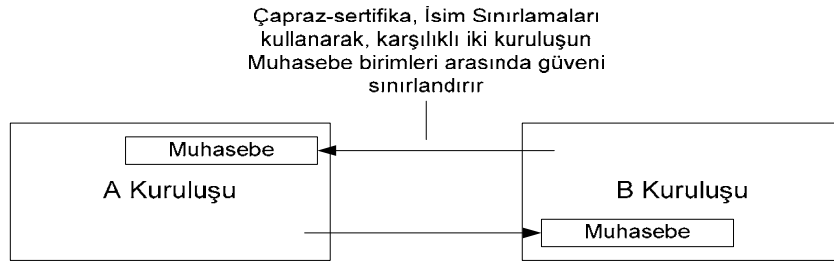 Çapraz-sertifika, İsim Sınırlamaları
kullanarak, karşılıklı iki kuruluşun
Muhasebe birimleri arasında güveni
sınırlandırır
Muhasebe
A Kuruluşu
B Kuruluşu
Muhasebe